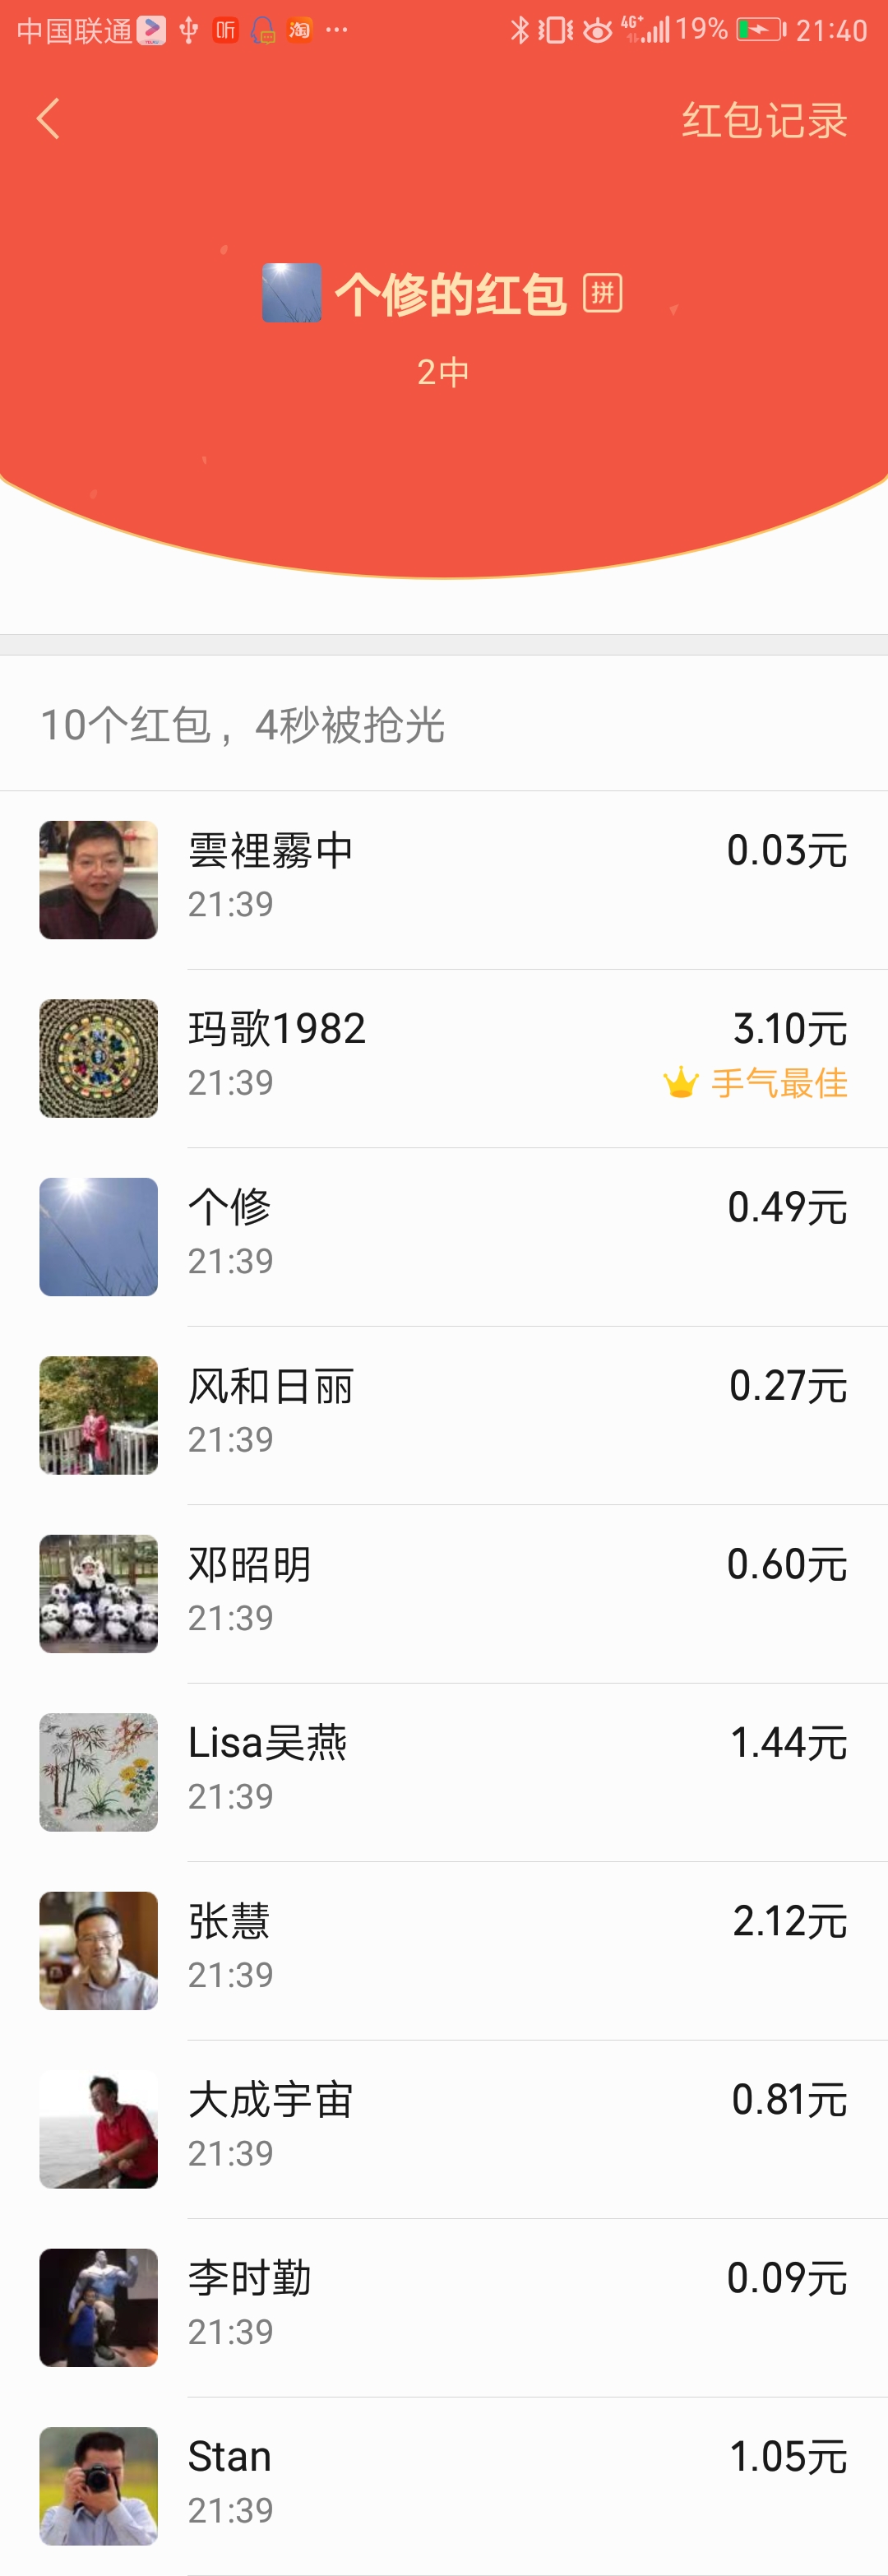 中国联通 听 淘 ... 4G+ 19% 21:40
红包记录
个修的红包 拼
2中
10个红包，4秒被抢光
雲裡霧中 0.03元
21:39
玛歌1982 3.10元
21:39 手气最佳
个修 0.49元
21:39
风和日丽 0.27元
21:39
邓昭明 0.60元
21:39
Lisa吴燕 1.44元
21:39
张慧 2.12元
21:39
大成宇宙 0.81元
21:39
李时勤 0.09元
21:39
Stan 1.05元
21:39